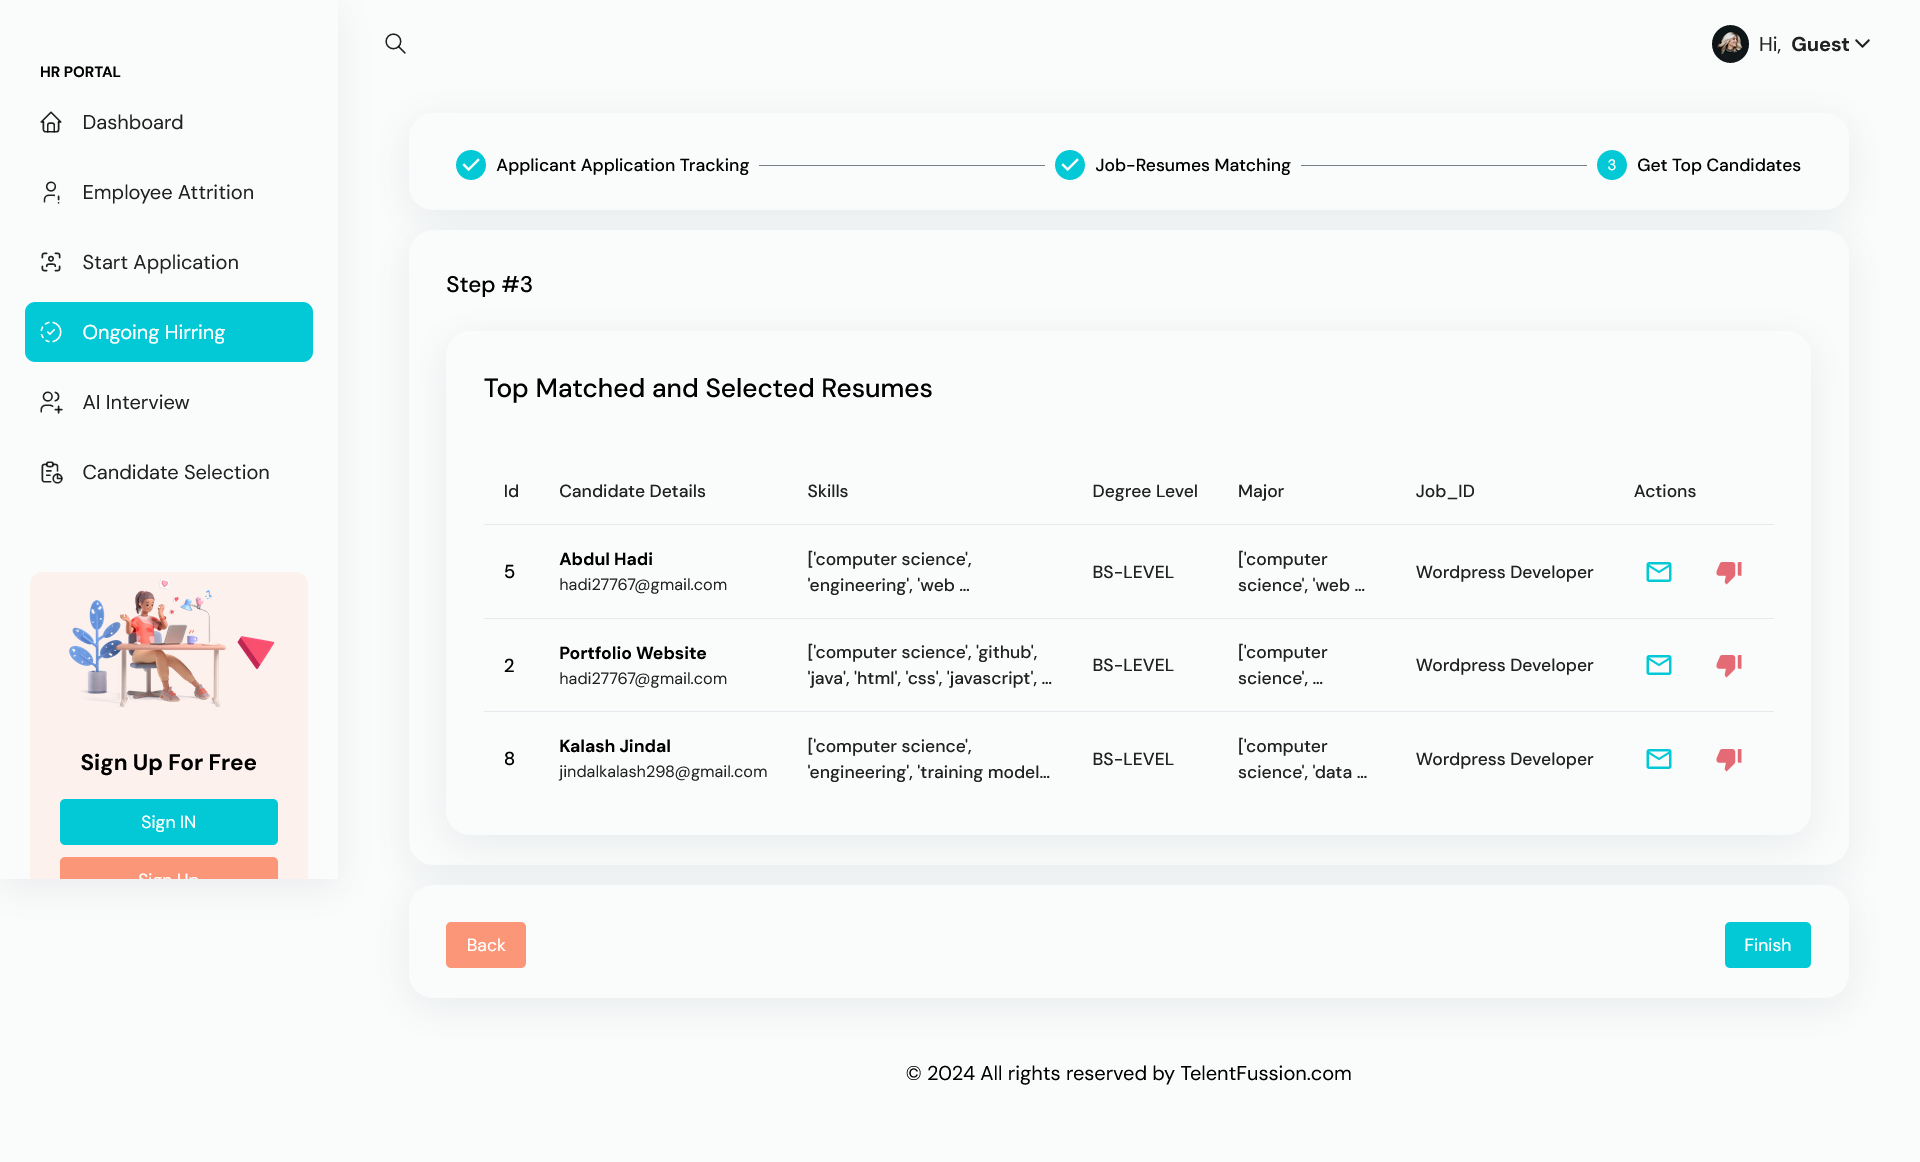 HR PORTAL
Dashboard
Employee Attrition
Start Application
Ongoing Hirring
AI Interview
Candidate Selection
Sign Up For Free
Sign IN
Sign Up
Hi, Guest
Applicant Application Tracking
Job-Resumes Matching
3 Get Top Candidates
Step #3
Top Matched and Selected Resumes
Id Candidate Details Skills Degree Level Major Job_ID Actions
5 Abdul Hadi hadi27767@gmail.com ['computer science', 'engineering', 'web ... BS-LEVEL ['computer science', 'web ... Wordpress Developer
2 Portfolio Website hadi27767@gmail.com ['computer science', 'github', 'java', 'html', 'css', 'javascript', ... BS-LEVEL ['computer science', ... Wordpress Developer
8 Kalash Jindal jindalkalash298@gmail.com ['computer science', 'engineering', 'training model... BS-LEVEL ['computer science', 'data ... Wordpress Developer
Back
Finish
© 2024 All rights reserved by TelentFussion.com